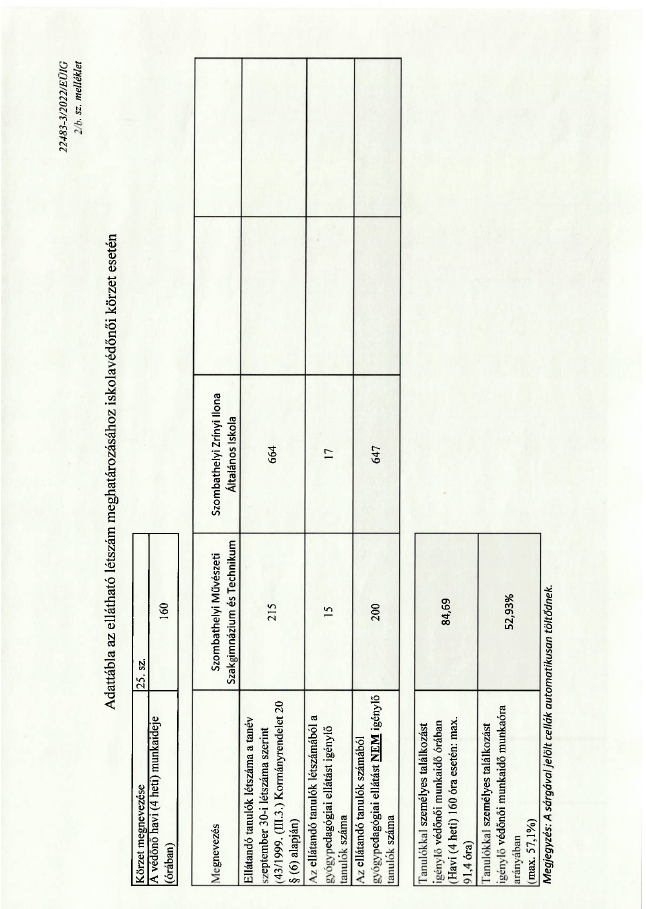 22483-3/2022/EÜIG
2/b. sz. melléklet
Adattábla az ellátható létszám meghatározásához iskolavédőnői körzet esetén
Körzet megnevezése
25. sz.
A védőnő havi (4 heti) munkaideje
(órában)
160
Megnevezés
Szombathelyi Művészeti
Szakgimnázium és Technikum
Szombathelyi Zrínyi Ilona
Általános Iskola
Ellátandó tanulók létszáma a tanév
szeptember 30-i létszáma szerint
(43/1999. (III.3.) Kormányrendelet 20
§ (6) alapján)
215
664
Az ellátandó tanulók létszámából a
gyógypedagógiai ellátást igénylő
tanulók száma
15
17
Az ellátandó tanulók számából
gyógypedagógiai ellátást NEM igénylő
tanulók száma
200
647
Tanulókkal személyes találkozást
igénylő védőnői munkaidő órában
(Havi (4 heti) 160 óra esetén: max.
91,4 óra)
84,69
Tanulókkal személyes találkozást
igénylő védőnői munkaidő munkaóra
arányában
(max. 57,1%)
52,93%
Megjegyzés: A sárgával jelölt cellák automatikusan töltődnek.